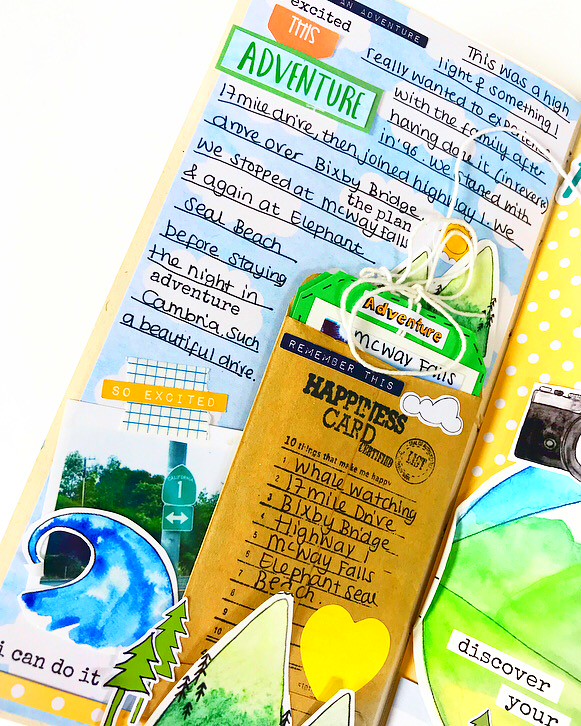 excited
AN ADVENTURE
THIS
ADVENTURE
This was a high
light & something I
really wanted to experience
with the family after
having done it (in reverse)
in '96. We started with
17 mile drive, then joined highway 1. We
drove over Bixby Bridge.
We stopped at McWay Falls
the plan
& again at Elephant
Seal Beach
before staying
the night in
adventure
Cambria. Such
a beautiful drive.
SO EXCITED
CALIFORNIA
1
i can do it
Adventure
McWay Falls
REMEMBER THIS
HAPPINESS
CARD
CERTIFIED
LIST
10 things that make me happy
1 Whale Watching
2 17 mile Drive
3 Bixby Bridge
4 Highway 1
5 McWay Falls
6 Elephant Seal
7 Beach.
8
9
10
discover
your